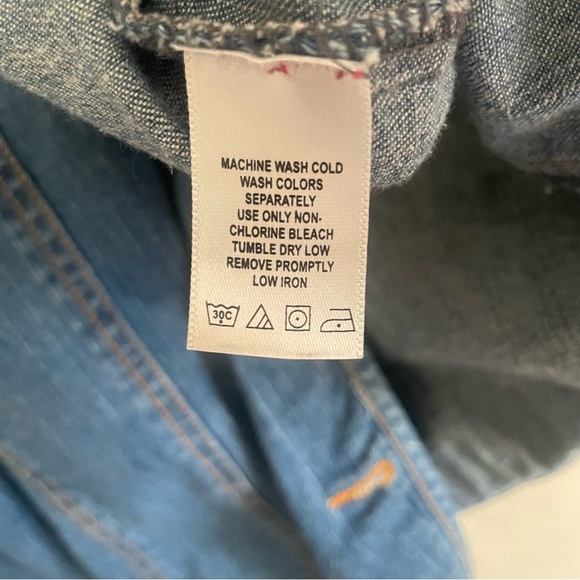 MACHINE WASH COLD
WASH COLORS
SEPARATELY
USE ONLY NON-
CHLORINE BLEACH
TUMBLE DRY LOW
REMOVE PROMPTLY
LOW IRON
30C